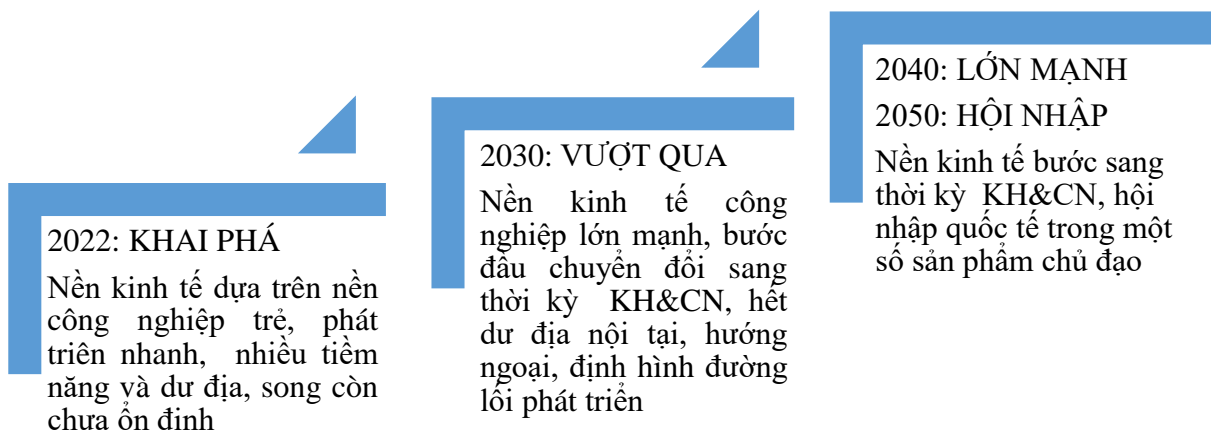 2022: KHAI PHÁ
Nền kinh tế dựa trên nền
công nghiệp trẻ, phát
triên nhanh, nhiều tiềm
năng và dư địa, song còn
chưa ổn định
2030: VƯỢT QUA
Nền kinh tế công
nghiệp lớn mạnh, bước
đầu chuyển đổi sang
thời kỳ KH&CN, hết
dư địa nội tại, hướng
ngoại, định hình đường
lối phát triển
2040: LỚN MẠNH
2050: HỘI NHẬP
Nền kinh tế bước sang
thời kỳ KH&CN, hội
nhập quốc tế trong một
số sản phẩm chủ đạo